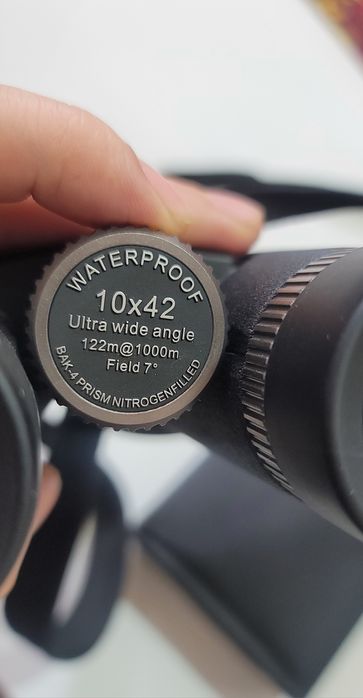 WATERPROOF
10x42
Ultra wide angle
122m@1000m
Field 7°
BAK-4 PRISM NITROGENFILLED